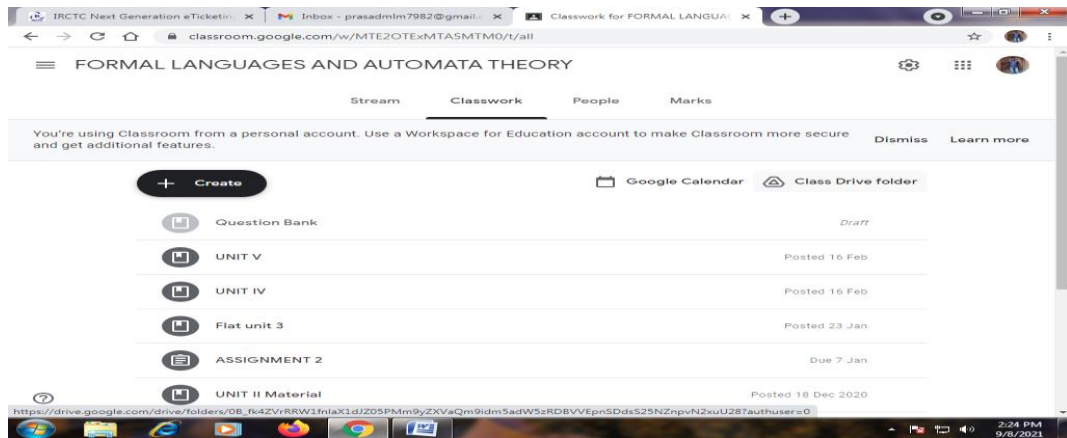 IRCTC Next Generation eTicketin
Inbox - prasadmlm7982@gmail.c
Classwork for FORMAL LANGUAG
classroom.google.com/w/MTE2OTExMTA5MTM0/t/all
FORMAL LANGUAGES AND AUTOMATA THEORY
Stream Classwork People Marks
You're using Classroom from a personal account. Use a Workspace for Education account to make Classroom more secure
and get additional features.
Dismiss Learn more
+ Create
Google Calendar Class Drive folder
Question Bank Draft
UNIT V Posted 16 Feb
UNIT IV Posted 16 Feb
Flat unit 3 Posted 23 Jan
ASSIGNMENT 2 Due 7 Jan
UNIT II Material Posted 18 Dec 2020
2:24 PM
9/8/2021